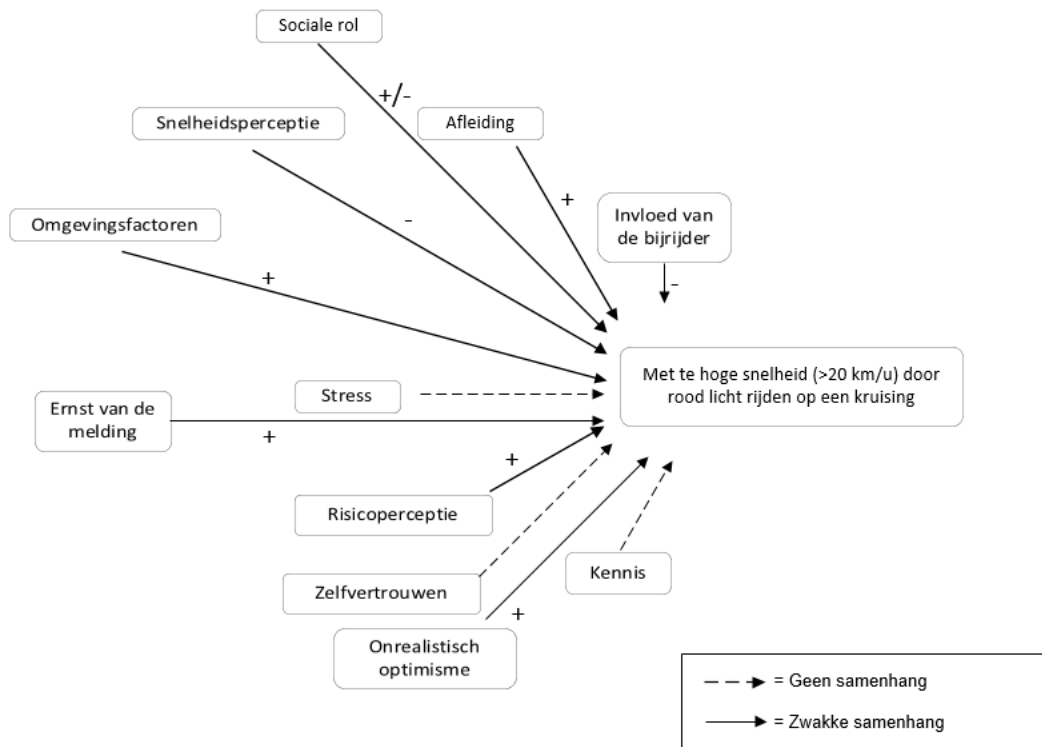 Sociale rol
+/-
Snelheidsperceptie
Afleiding
-
+
Invloed van
de bijrijder
-
Omgevingsfactoren
+
Met te hoge snelheid (>20 km/u) door
rood licht rijden op een kruising
Stress
Ernst van de
melding
+
+
Risicoperceptie
Zelfvertrouwen
Kennis
+
Onrealistisch
optimisme
= Geen samenhang
= Zwakke samenhang